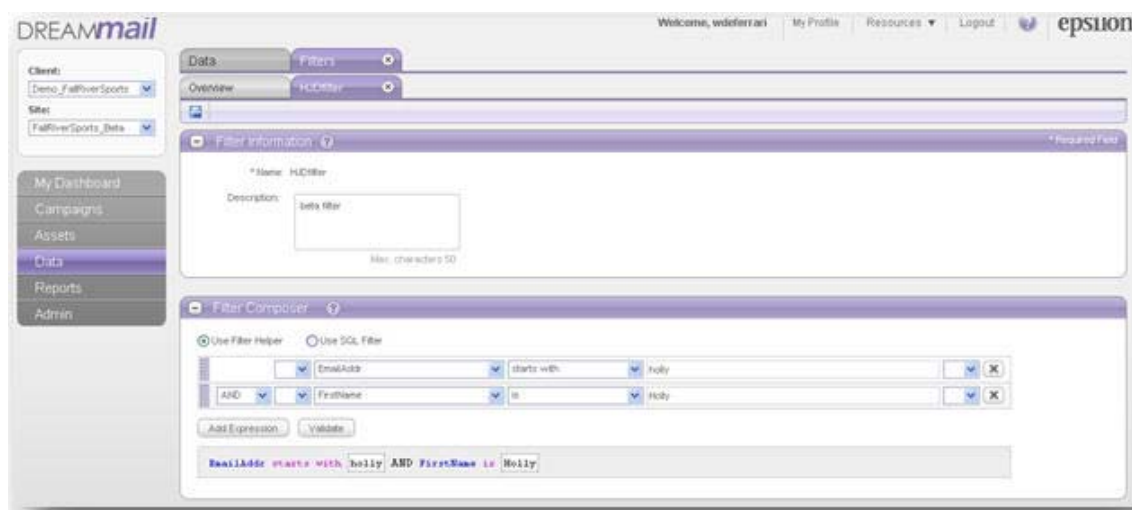 DREAMmail
Welcome, wdeferrari My Profile Resources ▼ Logout epsilon
Client:
Demo_FallRiverSports
Site:
FallRiverSports_Beta
My Dashboard
Campaigns
Assets
Data
Reports
Admin
Data Filters
Overview HJDfilter
Filter Information
* Required Field
* Name: HJDfilter
Description: beta filter
Max. characters 50
Filter Composer
Use Filter Helper Use SQL Filter
EmailAddr starts with holly
AND FirstName is Holly
Add Expression Validate
EmailAddr starts with holly AND FirstName is Holly